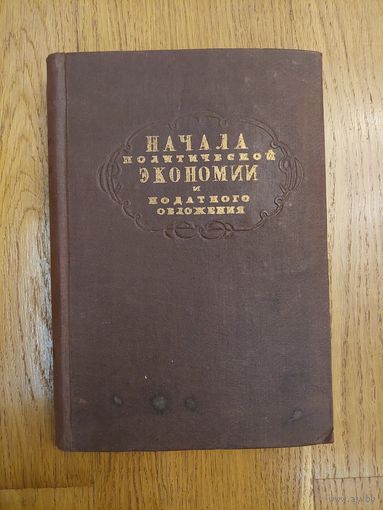 НАЧАЛА
ПОЛИТИЧЕСКОЙ
ЭКОНОМИИ
И
ПОДАТНОГО
ОБЛОЖЕНИЯ